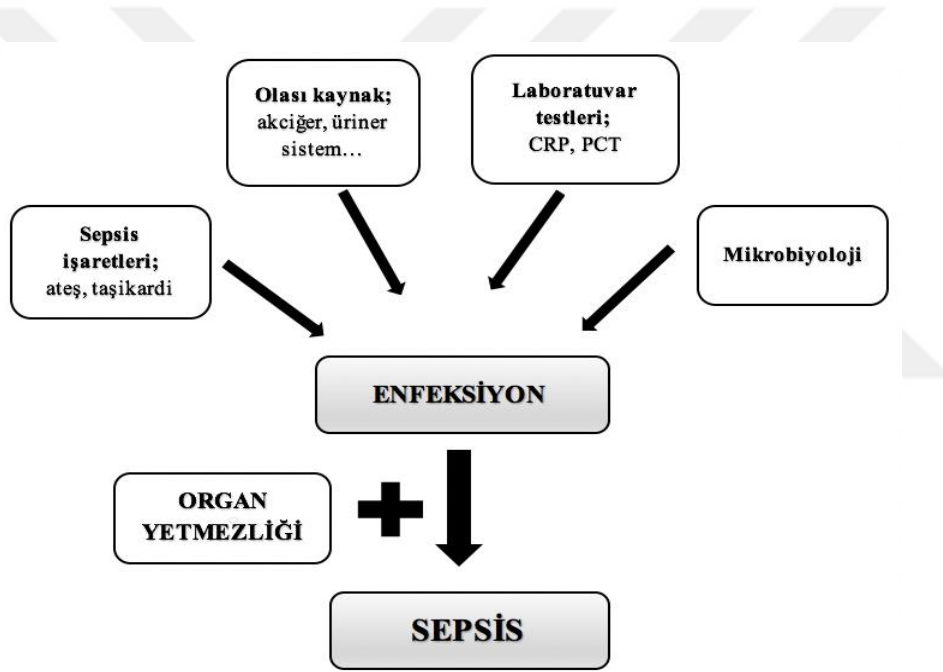 Olası kaynak;
akciğer, üriner
sistem…
Laboratuvar
testleri;
CRP, PCT
Sepsis
işaretleri;
ateş, taşikardi
Mikrobiyoloji
ENFEKSİYON
ORGAN
YETMEZLİĞİ
SEPSİS